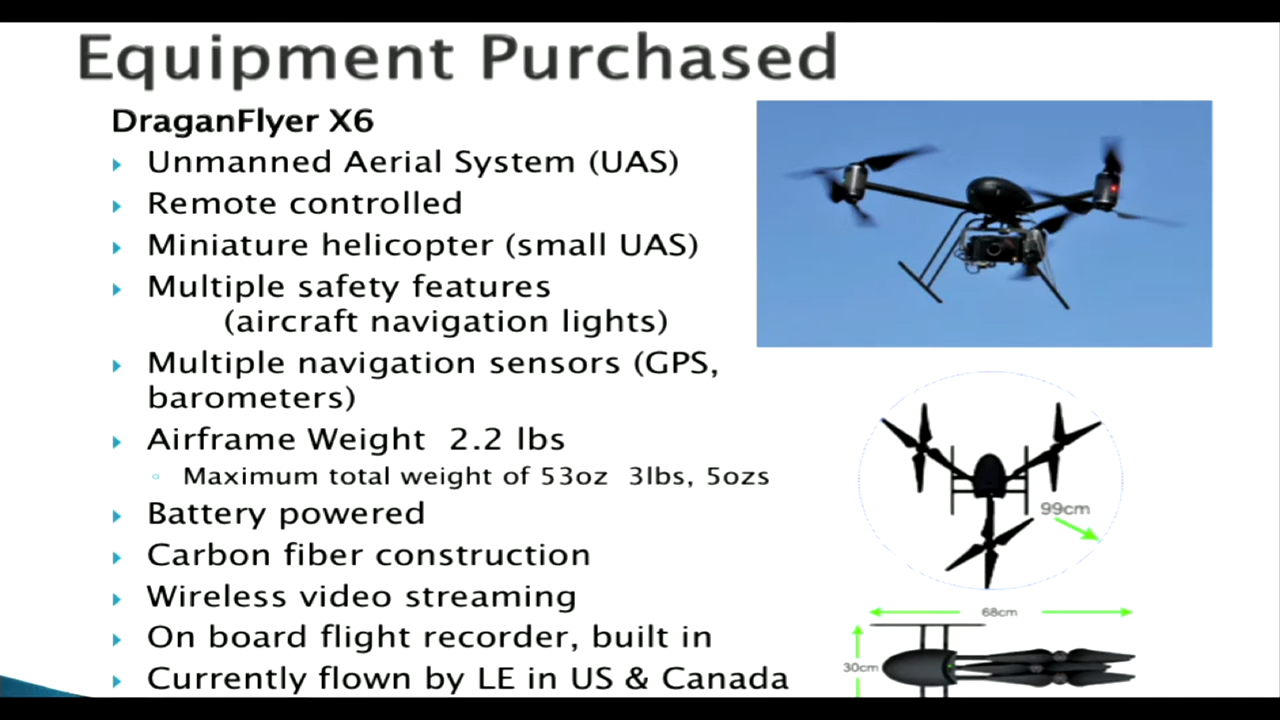 Equipment Purchased
DraganFlyer X6
Unmanned Aerial System (UAS)
Remote controlled
Miniature helicopter (small UAS)
Multiple safety features
(aircraft navigation lights)
Multiple navigation sensors (GPS,
barometers)
Airframe Weight 2.2 lbs
Maximum total weight of 53oz 3lbs, 5ozs
Battery powered
Carbon fiber construction
Wireless video streaming
On board flight recorder, built in
Currently flown by LE in US & Canada
99cm
68cm
30cm